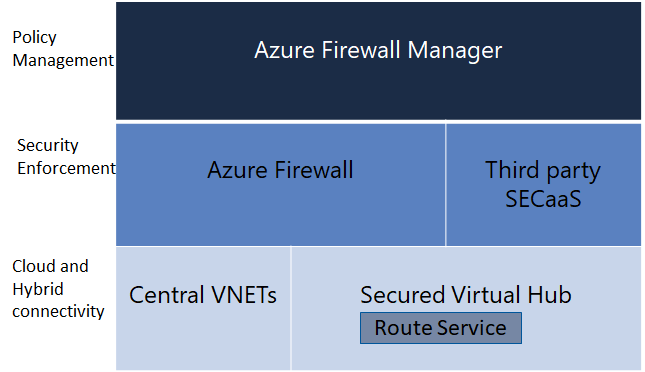 Policy
Management
Azure Firewall Manager
Security
Enforcement
Azure Firewall
Third party
SECaaS
Cloud and
Hybrid
connectivity
Central VNETs
Secured Virtual Hub
Route Service